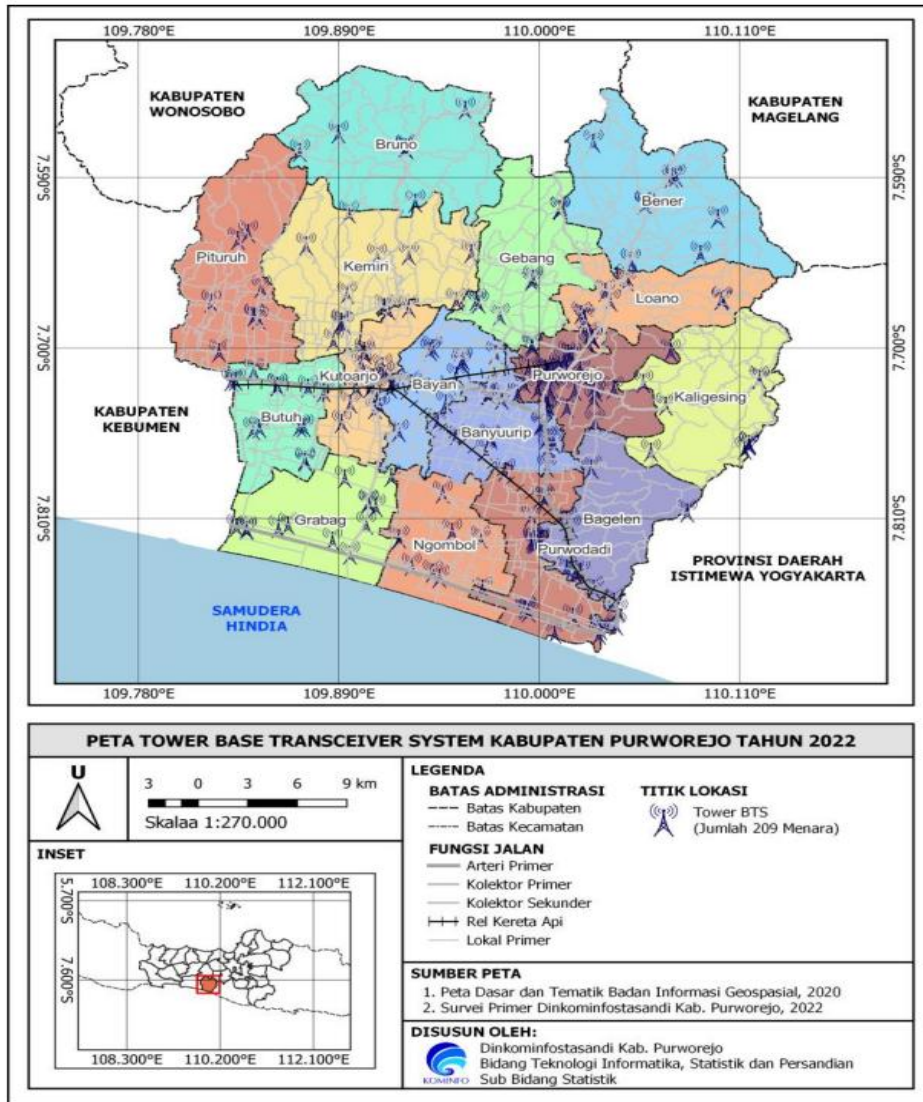 109.780°E 109.890°E 110.000°E 110.110°E
KABUPATEN
WONOSOBO
KABUPATEN
MAGELANG
Bruno
7.590°S
7.590°S
Bener
Pituruh
Kemiri
Gebang
Loano
7.700°S
7.700°S
Kutoarjo
Bayan
Purworejo
Kaligesing
KABUPATEN
KEBUMEN
Butuh
Banyuurip
7.810°S
7.810°S
Grabag
Ngombol
Purwodadi
Bagelen
PROVINSI DAERAH
ISTIMEWA YOGYAKARTA
SAMUDERA
HINDIA
109.780°E 109.890°E 110.000°E 110.110°E
PETA TOWER BASE TRANSCEIVER SYSTEM KABUPATEN PURWOREJO TAHUN 2022
U
3 0 3 6 9 km
Skalaa 1:270.000
INSET
108.300°E 110.200°E 112.100°E
5.700°S
7.600°S
108.300°E 110.200°E 112.100°E
LEGENDA
BATAS ADMINISTRASI
Batas Kabupaten
Batas Kecamatan
FUNGSI JALAN
Arteri Primer
Kolektor Primer
Kolektor Sekunder
Rel Kereta Api
Lokal Primer
TITIK LOKASI
Tower BTS
(Jumlah 209 Menara)
SUMBER PETA
1. Peta Dasar dan Tematik Badan Informasi Geospasial, 2020
2. Survei Primer Dinkominfostasandi Kab. Purworejo, 2022
DISUSUN OLEH:
KOMINFO
Dinkominfostasandi Kab. Purworejo
Bidang Teknologi Informatika, Statistik dan Persandian
Sub Bidang Statistik